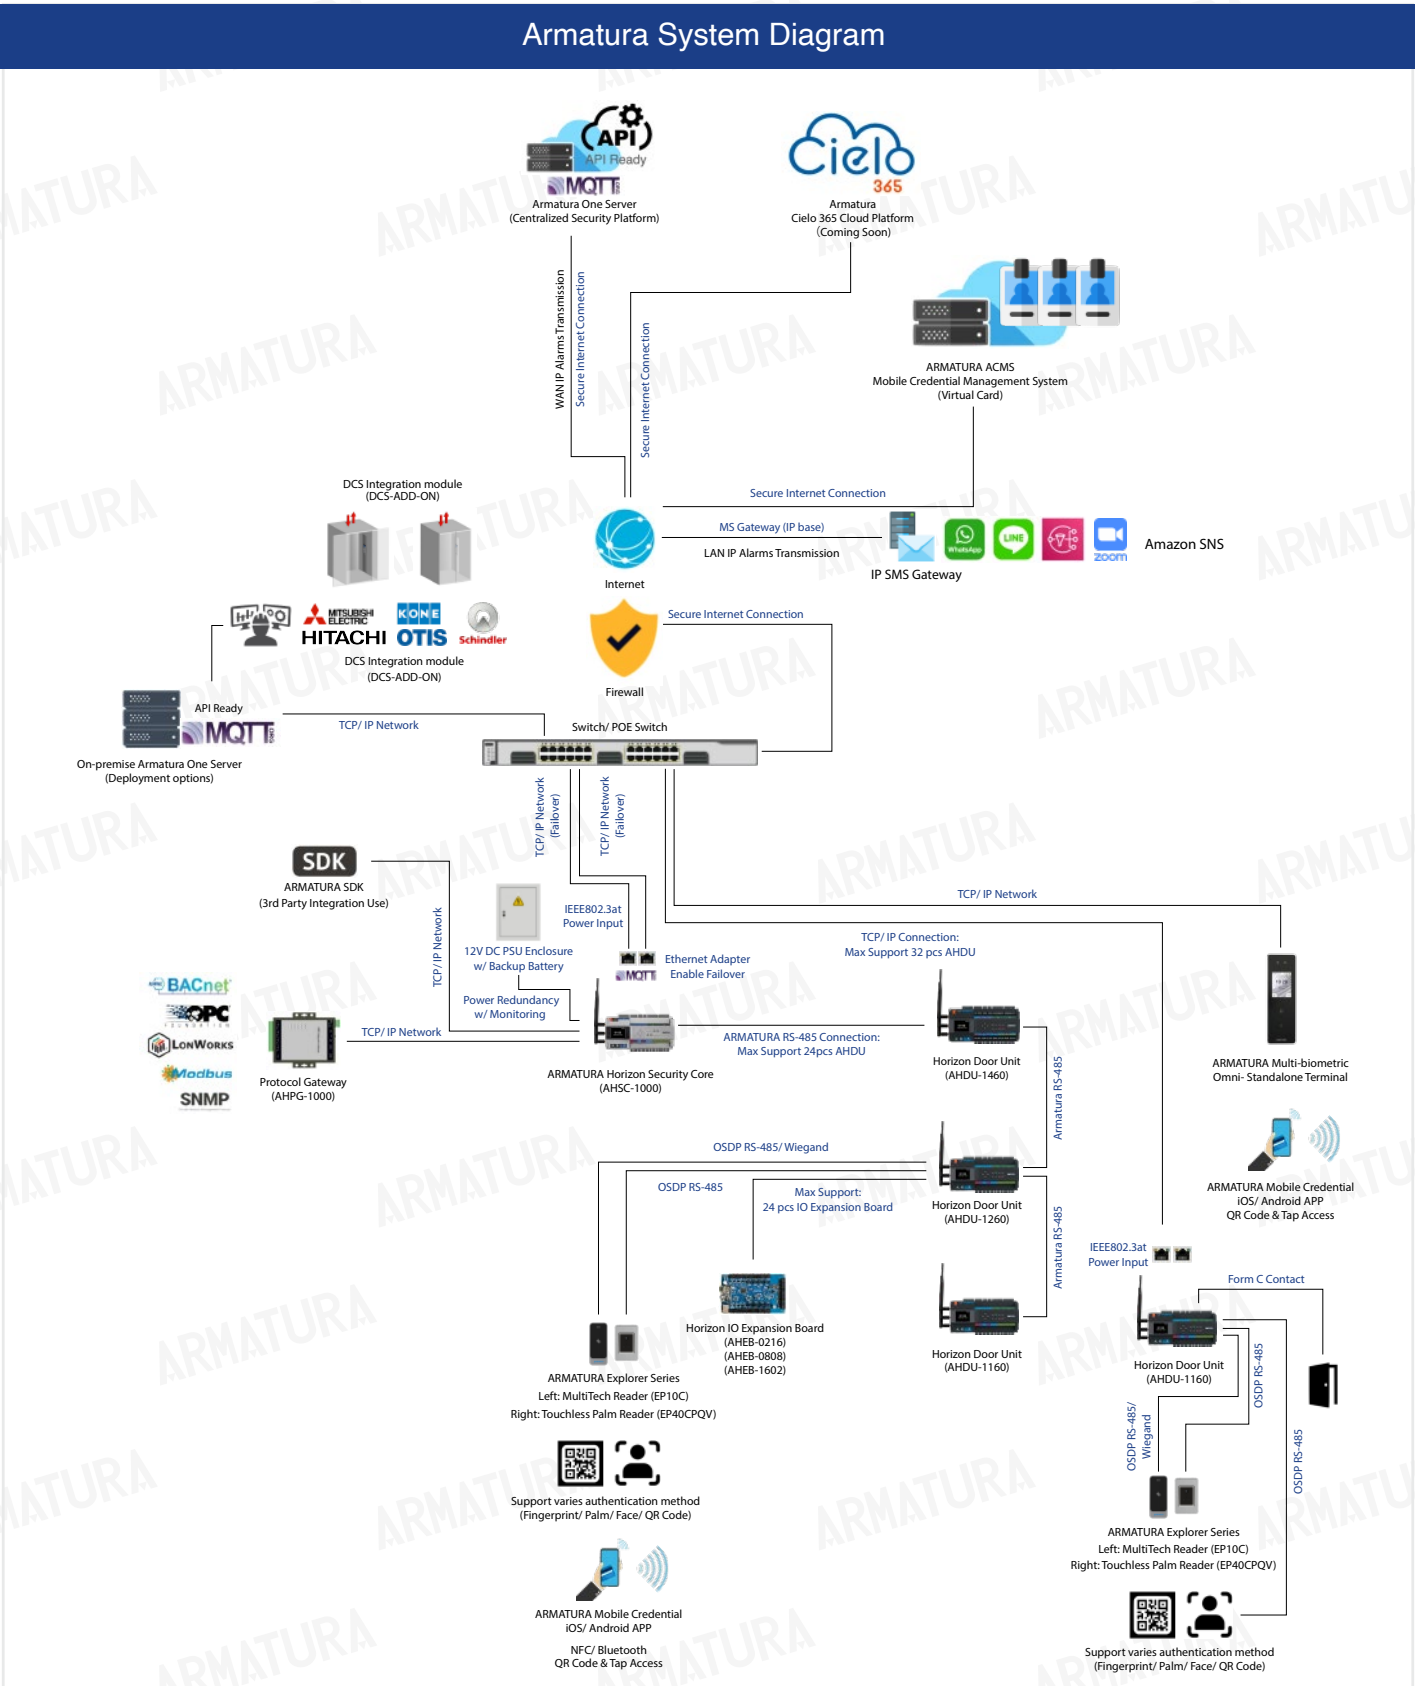 Armatura System Diagram
API
API Ready
MQTT
Armatura One Server
(Centralized Security Platform)
Cielo
365
Armatura
Cielo 365 Cloud Platform
(Coming Soon)
WAN IP Alarms Transmission
Secure Internet Connection
Secure Internet Connection
ARMATURA ACMS
Mobile Credential Management System
(Virtual Card)
Secure Internet Connection
MS Gateway (IP base)
LAN IP Alarms Transmission
Internet
WhatsApp
LINE
zoom
Amazon SNS
IP SMS Gateway
DCS Integration module
(DCS-ADD-ON)
MITSUBISHI
ELECTRIC
HITACHI
KONE
OTIS
Schindler
DCS Integration module
(DCS-ADD-ON)
Secure Internet Connection
Firewall
API Ready
MQTT
On-premise Armatura One Server
(Deployment options)
TCP/ IP Network
Switch/ POE Switch
TCP/ IP Network
(Failover)
TCP/ IP Network
(Failover)
SDK
ARMATURA SDK
(3rd Party Integration Use)
TCP/ IP Network
IEEE802.3at
Power Input
12V DC PSU Enclosure
w/ Backup Battery
Power Redundancy
w/ Monitoring
MQTT
Ethernet Adapter
Enable Failover
TCP/ IP Network
TCP/ IP Connection:
Max Support 32 pcs AHDU
BACnet
OPC
FOUNDATION
LONWORKS
Modbus
SNMP
Protocol Gateway
(AHPG-1000)
TCP/ IP Network
ARMATURA Horizon Security Core
(AHSC-1000)
ARMATURA RS-485 Connection:
Max Support 24pcs AHDU
Horizon Door Unit
(AHDU-1460)
Armatura RS-485
ARMATURA Multi-biometric
Omni- Standalone Terminal
ARMATURA Mobile Credential
iOS/ Android APP
QR Code & Tap Access
OSDP RS-485/ Wiegand
OSDP RS-485
Max Support:
24 pcs IO Expansion Board
Horizon Door Unit
(AHDU-1260)
Armatura RS-485
Horizon Door Unit
(AHDU-1160)
Horizon IO Expansion Board
(AHEB-0216)
(AHEB-0808)
(AHEB-1602)
ARMATURA Explorer Series
Left: MultiTech Reader (EP10C)
Right: Touchless Palm Reader (EP40CPQV)
Support varies authentication method
(Fingerprint/ Palm/ Face/ QR Code)
ARMATURA Mobile Credential
iOS/ Android APP
NFC/ Bluetooth
QR Code & Tap Access
IEEE802.3at
Power Input
Form C Contact
Horizon Door Unit
(AHDU-1160)
OSDP RS-485/
Wiegand
OSDP RS-485
OSDP RS-485
ARMATURA Explorer Series
Left: MultiTech Reader (EP10C)
Right: Touchless Palm Reader (EP40CPQV)
Support varies authentication method
(Fingerprint/ Palm/ Face/ QR Code)